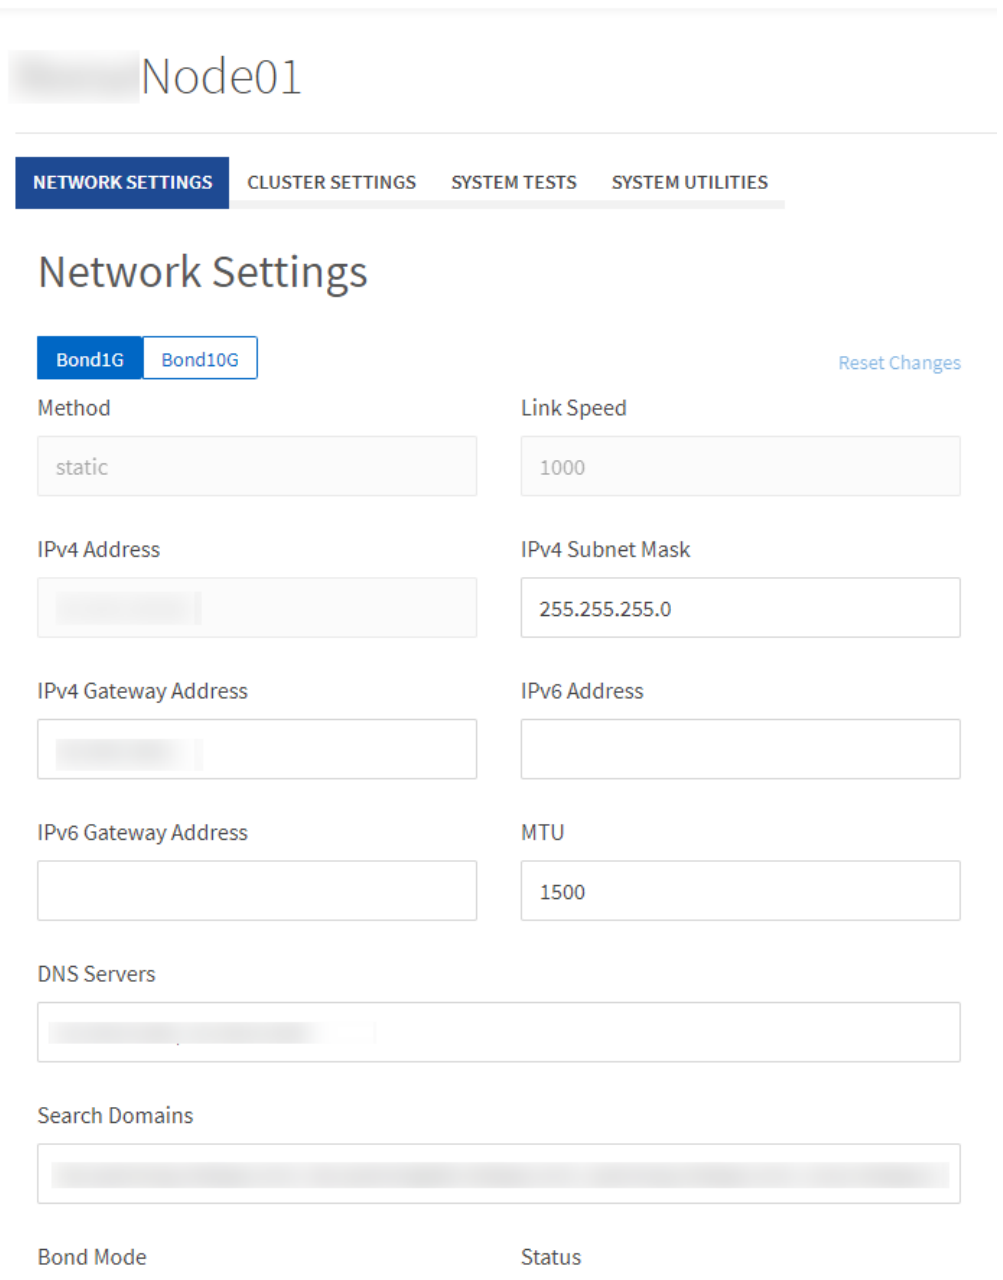 Node01
NETWORK SETTINGS CLUSTER SETTINGS SYSTEM TESTS SYSTEM UTILITIES
Network Settings
Bond1G Bond10G Reset Changes
Method Link Speed
static 1000
IPv4 Address IPv4 Subnet Mask
255.255.255.0
IPv4 Gateway Address IPv6 Address
IPv6 Gateway Address MTU
1500
DNS Servers
Search Domains
Bond Mode Status